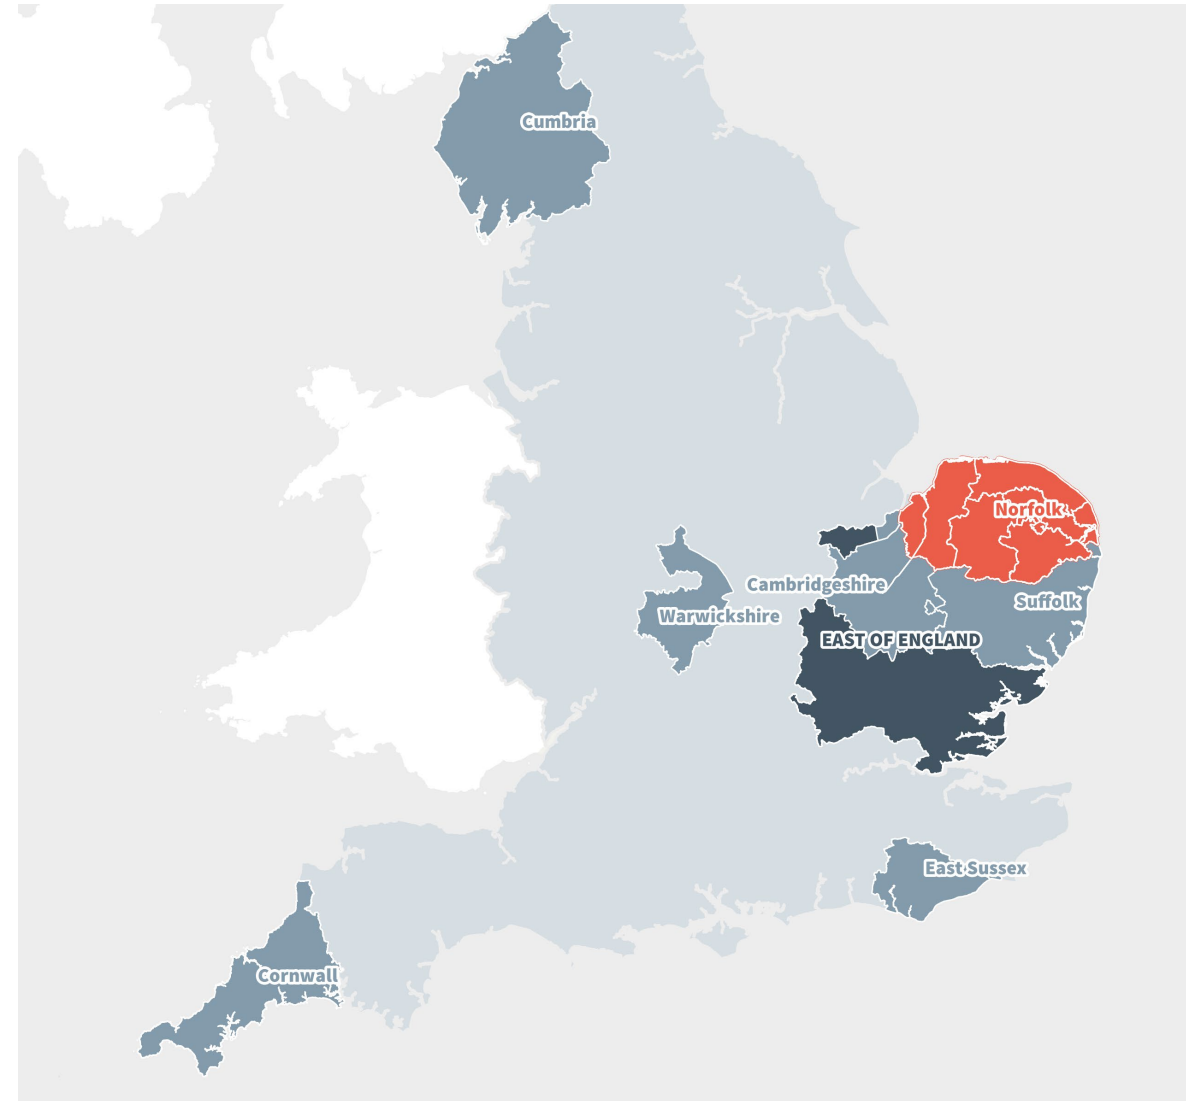 Cumbria
Norfolk
Cambridgeshire
Suffolk
Warwickshire
EAST OF ENGLAND
East Sussex
Cornwall